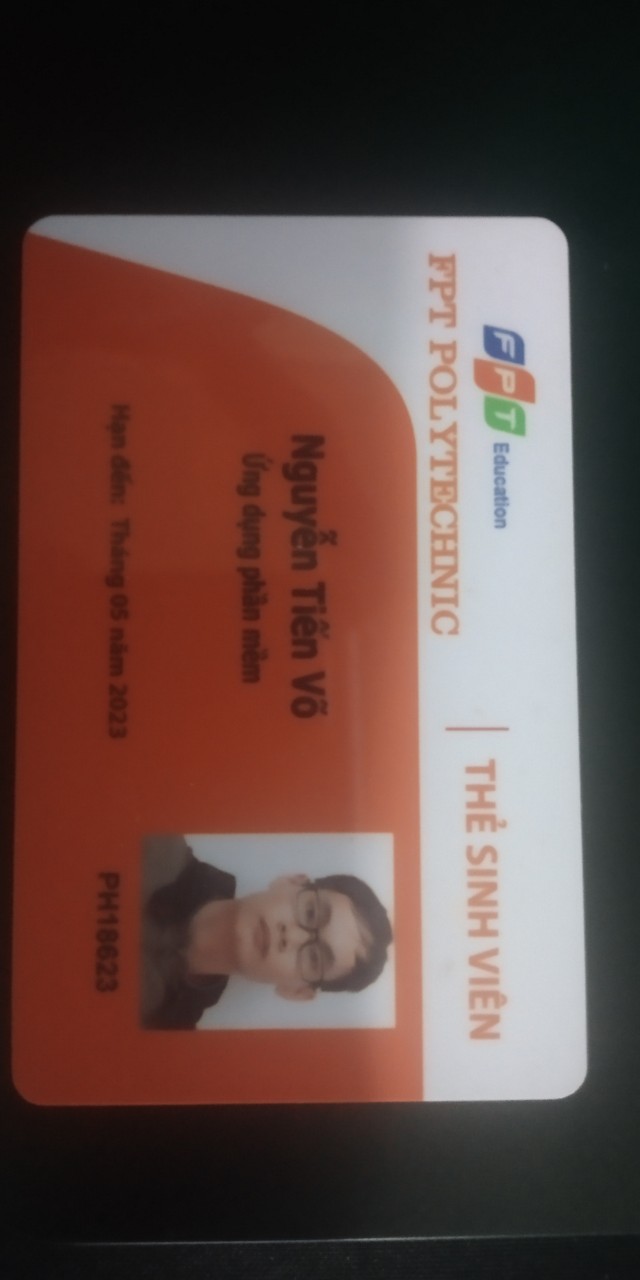 FPT Education
FPT POLYTECHNIC
THẺ SINH VIÊN
Nguyễn Tiến Võ
Ứng dụng phần mềm
Hạn đến: Tháng 05 năm 2023
PH18623